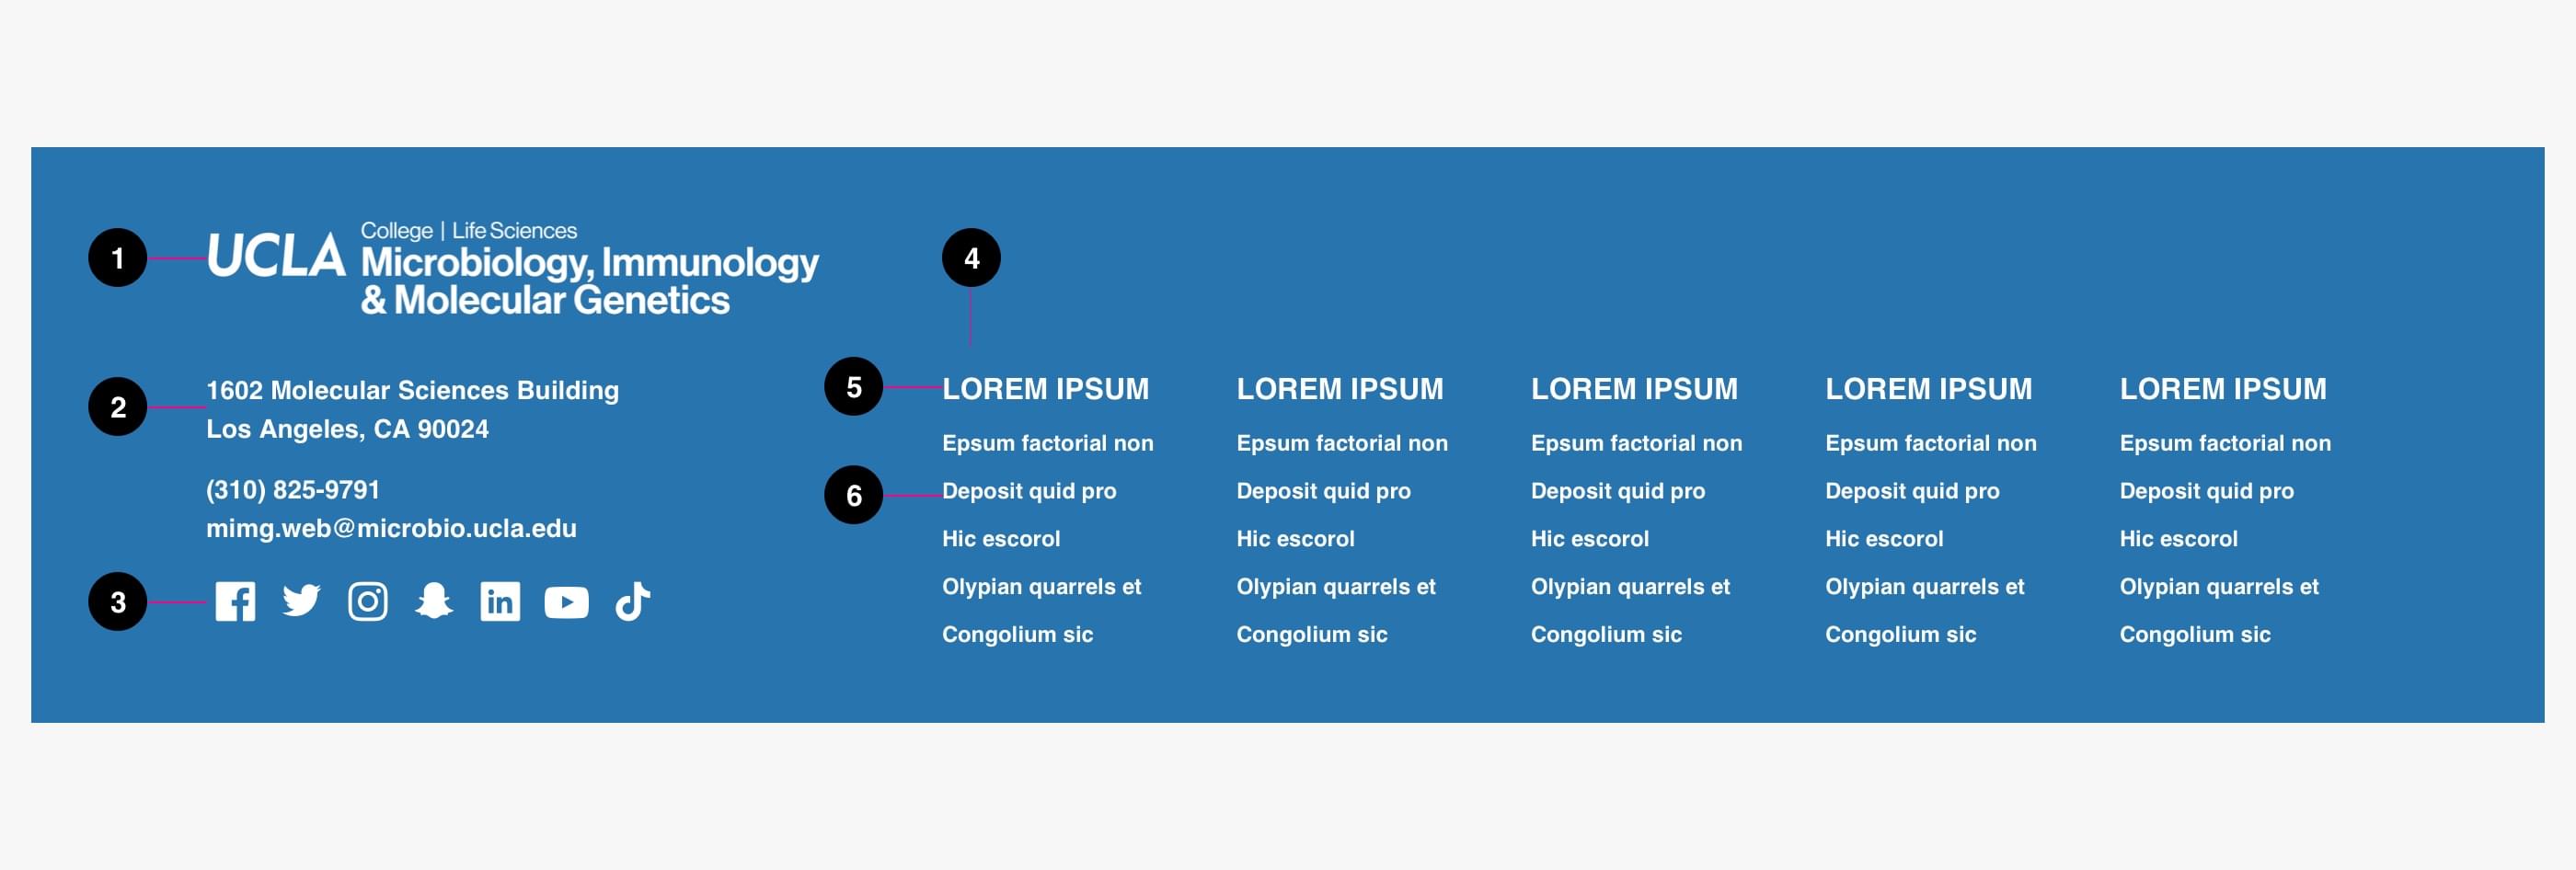 1
UCLA
College | Life Sciences
Microbiology, Immunology
& Molecular Genetics
2
1602 Molecular Sciences Building
Los Angeles, CA 90024
(310) 825-9791
mimg.web@microbio.ucla.edu
3
4
5
LOREM IPSUM
Epsum factorial non
6
Deposit quid pro
Hic escorol
Olypian quarrels et
Congolium sic
LOREM IPSUM
Epsum factorial non
Deposit quid pro
Hic escorol
Olypian quarrels et
Congolium sic
LOREM IPSUM
Epsum factorial non
Deposit quid pro
Hic escorol
Olypian quarrels et
Congolium sic
LOREM IPSUM
Epsum factorial non
Deposit quid pro
Hic escorol
Olypian quarrels et
Congolium sic
LOREM IPSUM
Epsum factorial non
Deposit quid pro
Hic escorol
Olypian quarrels et
Congolium sic